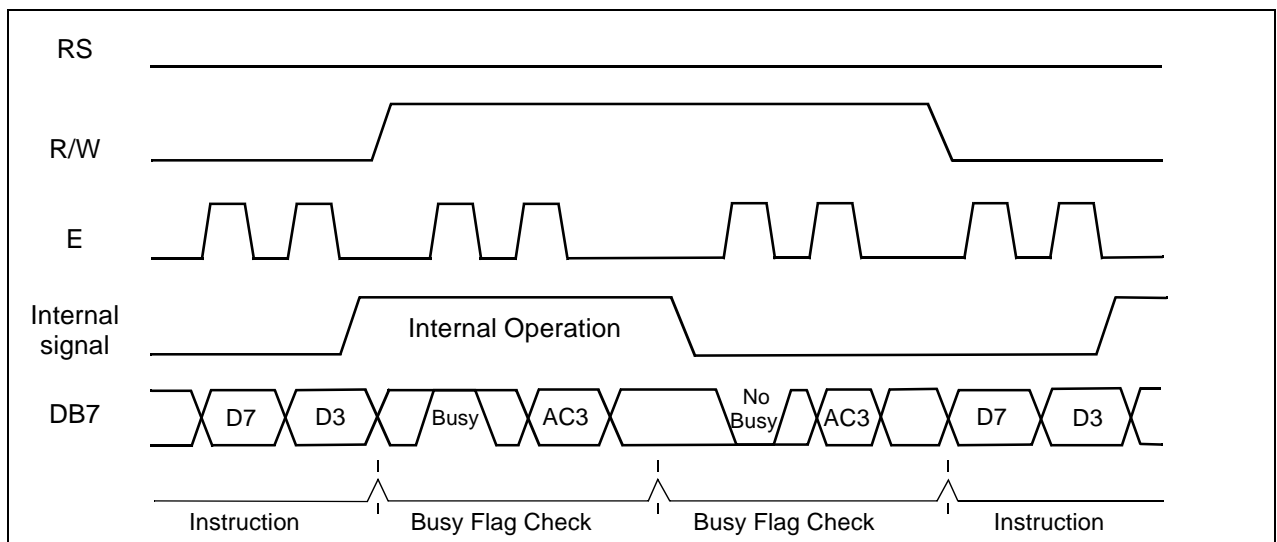 RS
R/W
E
Internal
signal
Internal Operation
DB7
D7
D3
Busy
AC3
No
Busy
AC3
D7
D3
Instruction
Busy Flag Check
Busy Flag Check
Instruction